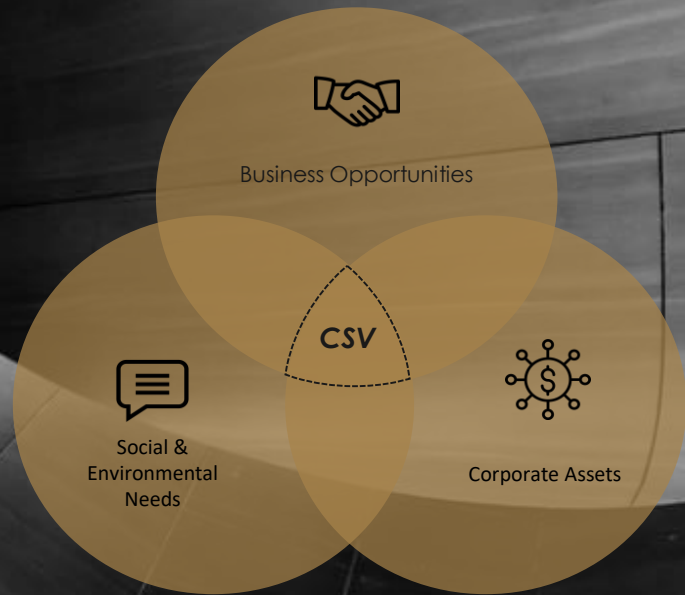 Business Opportunities
CSV
Social &
Environmental
Needs
$
Corporate Assets